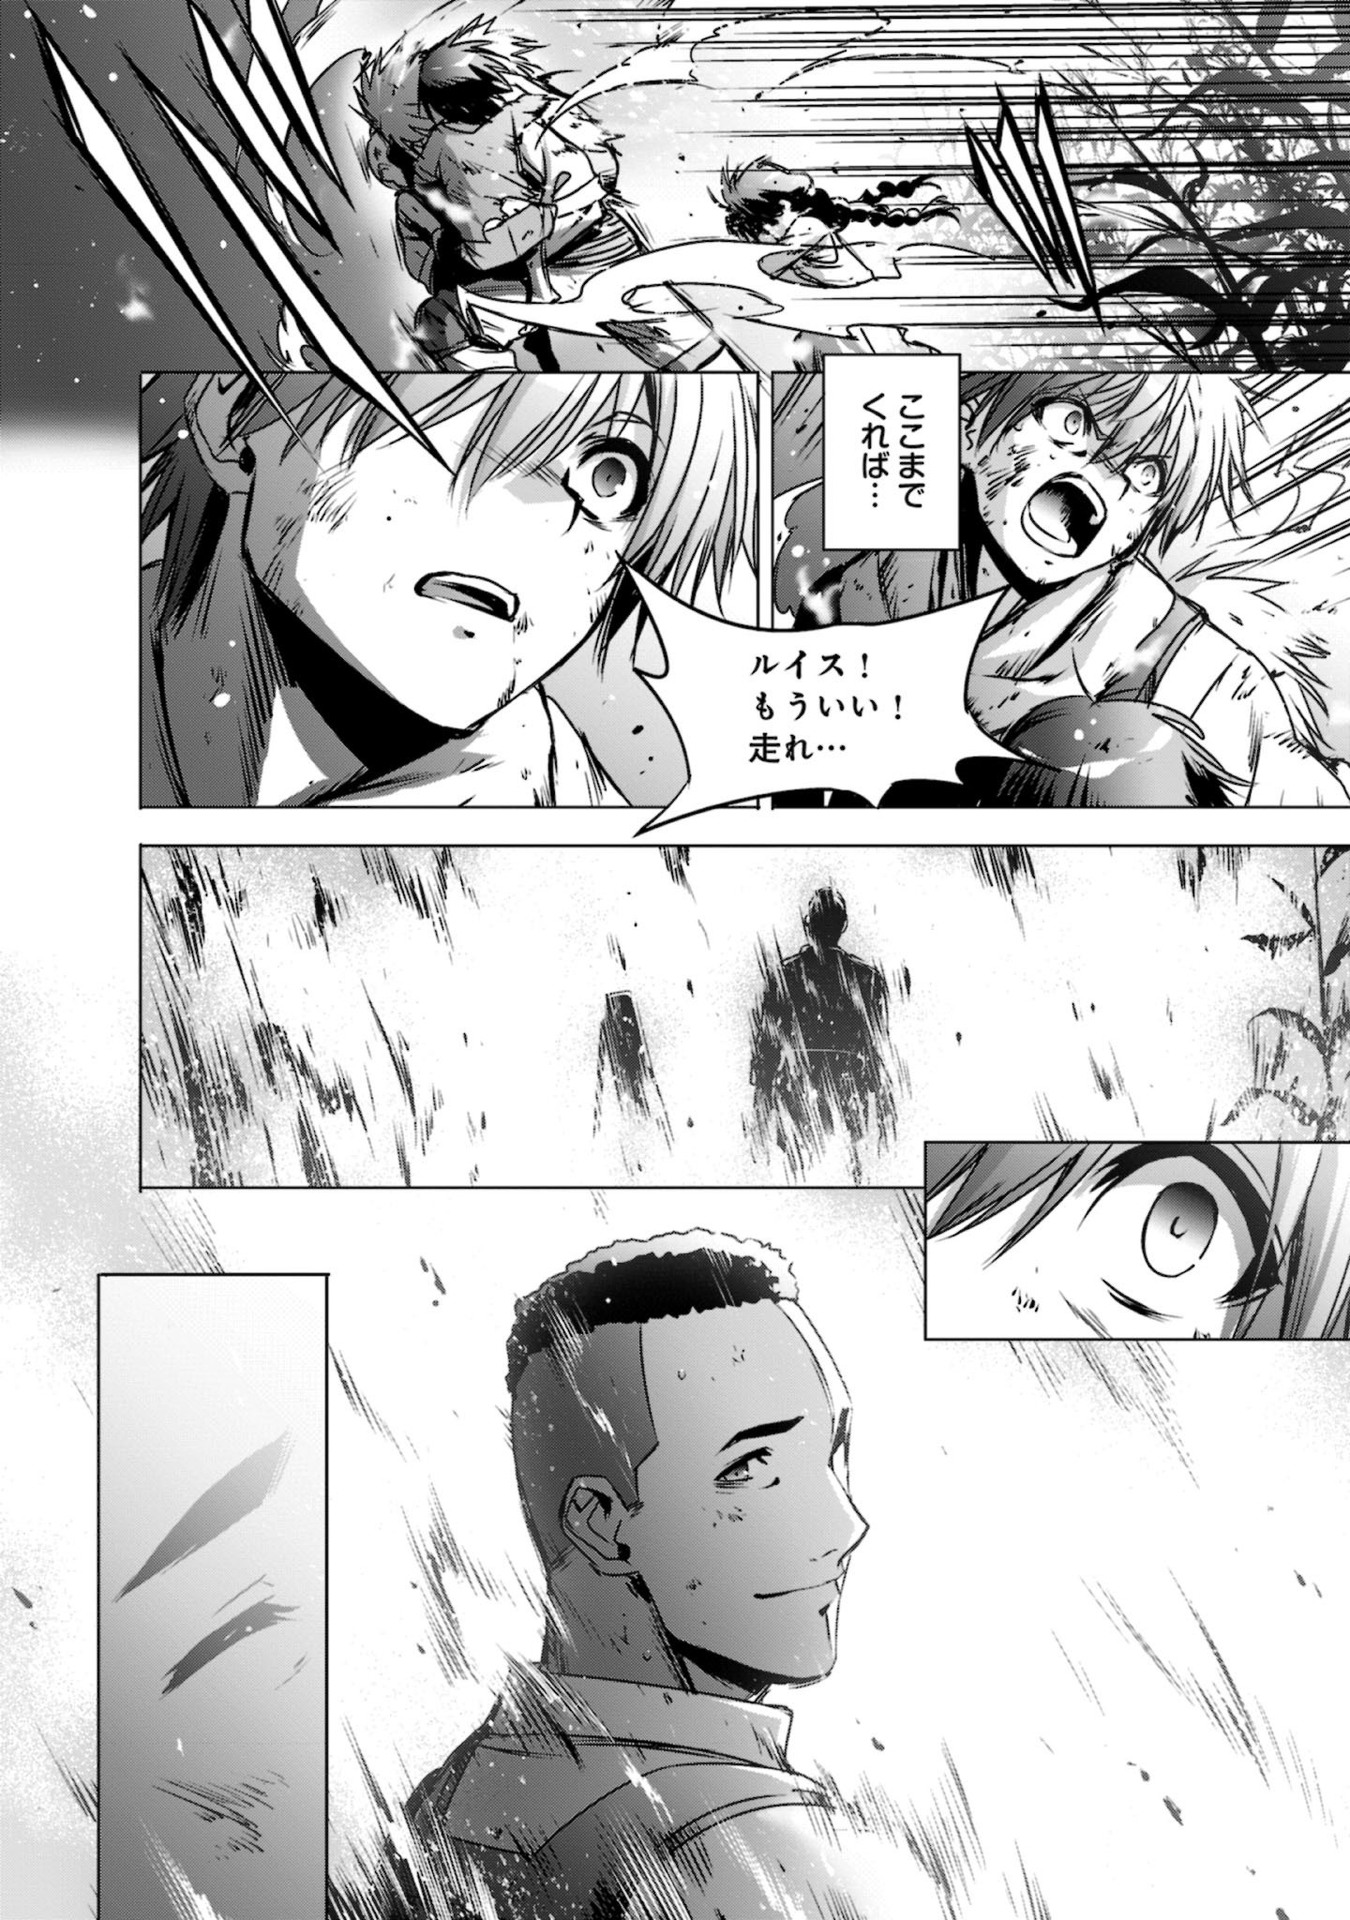 ここまで
くれば…
ルイス！
もういい！
走れ…